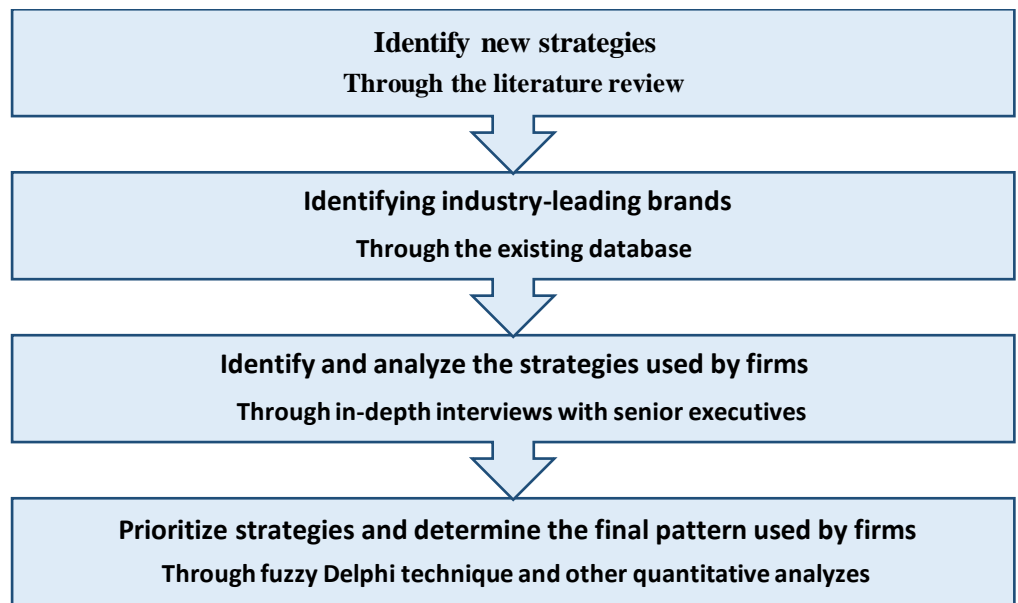 Identify new strategies
Through the literature review
Identifying industry-leading brands
Through the existing database
Identify and analyze the strategies used by firms
Through in-depth interviews with senior executives
Prioritize strategies and determine the final pattern used by firms
Through fuzzy Delphi technique and other quantitative analyzes